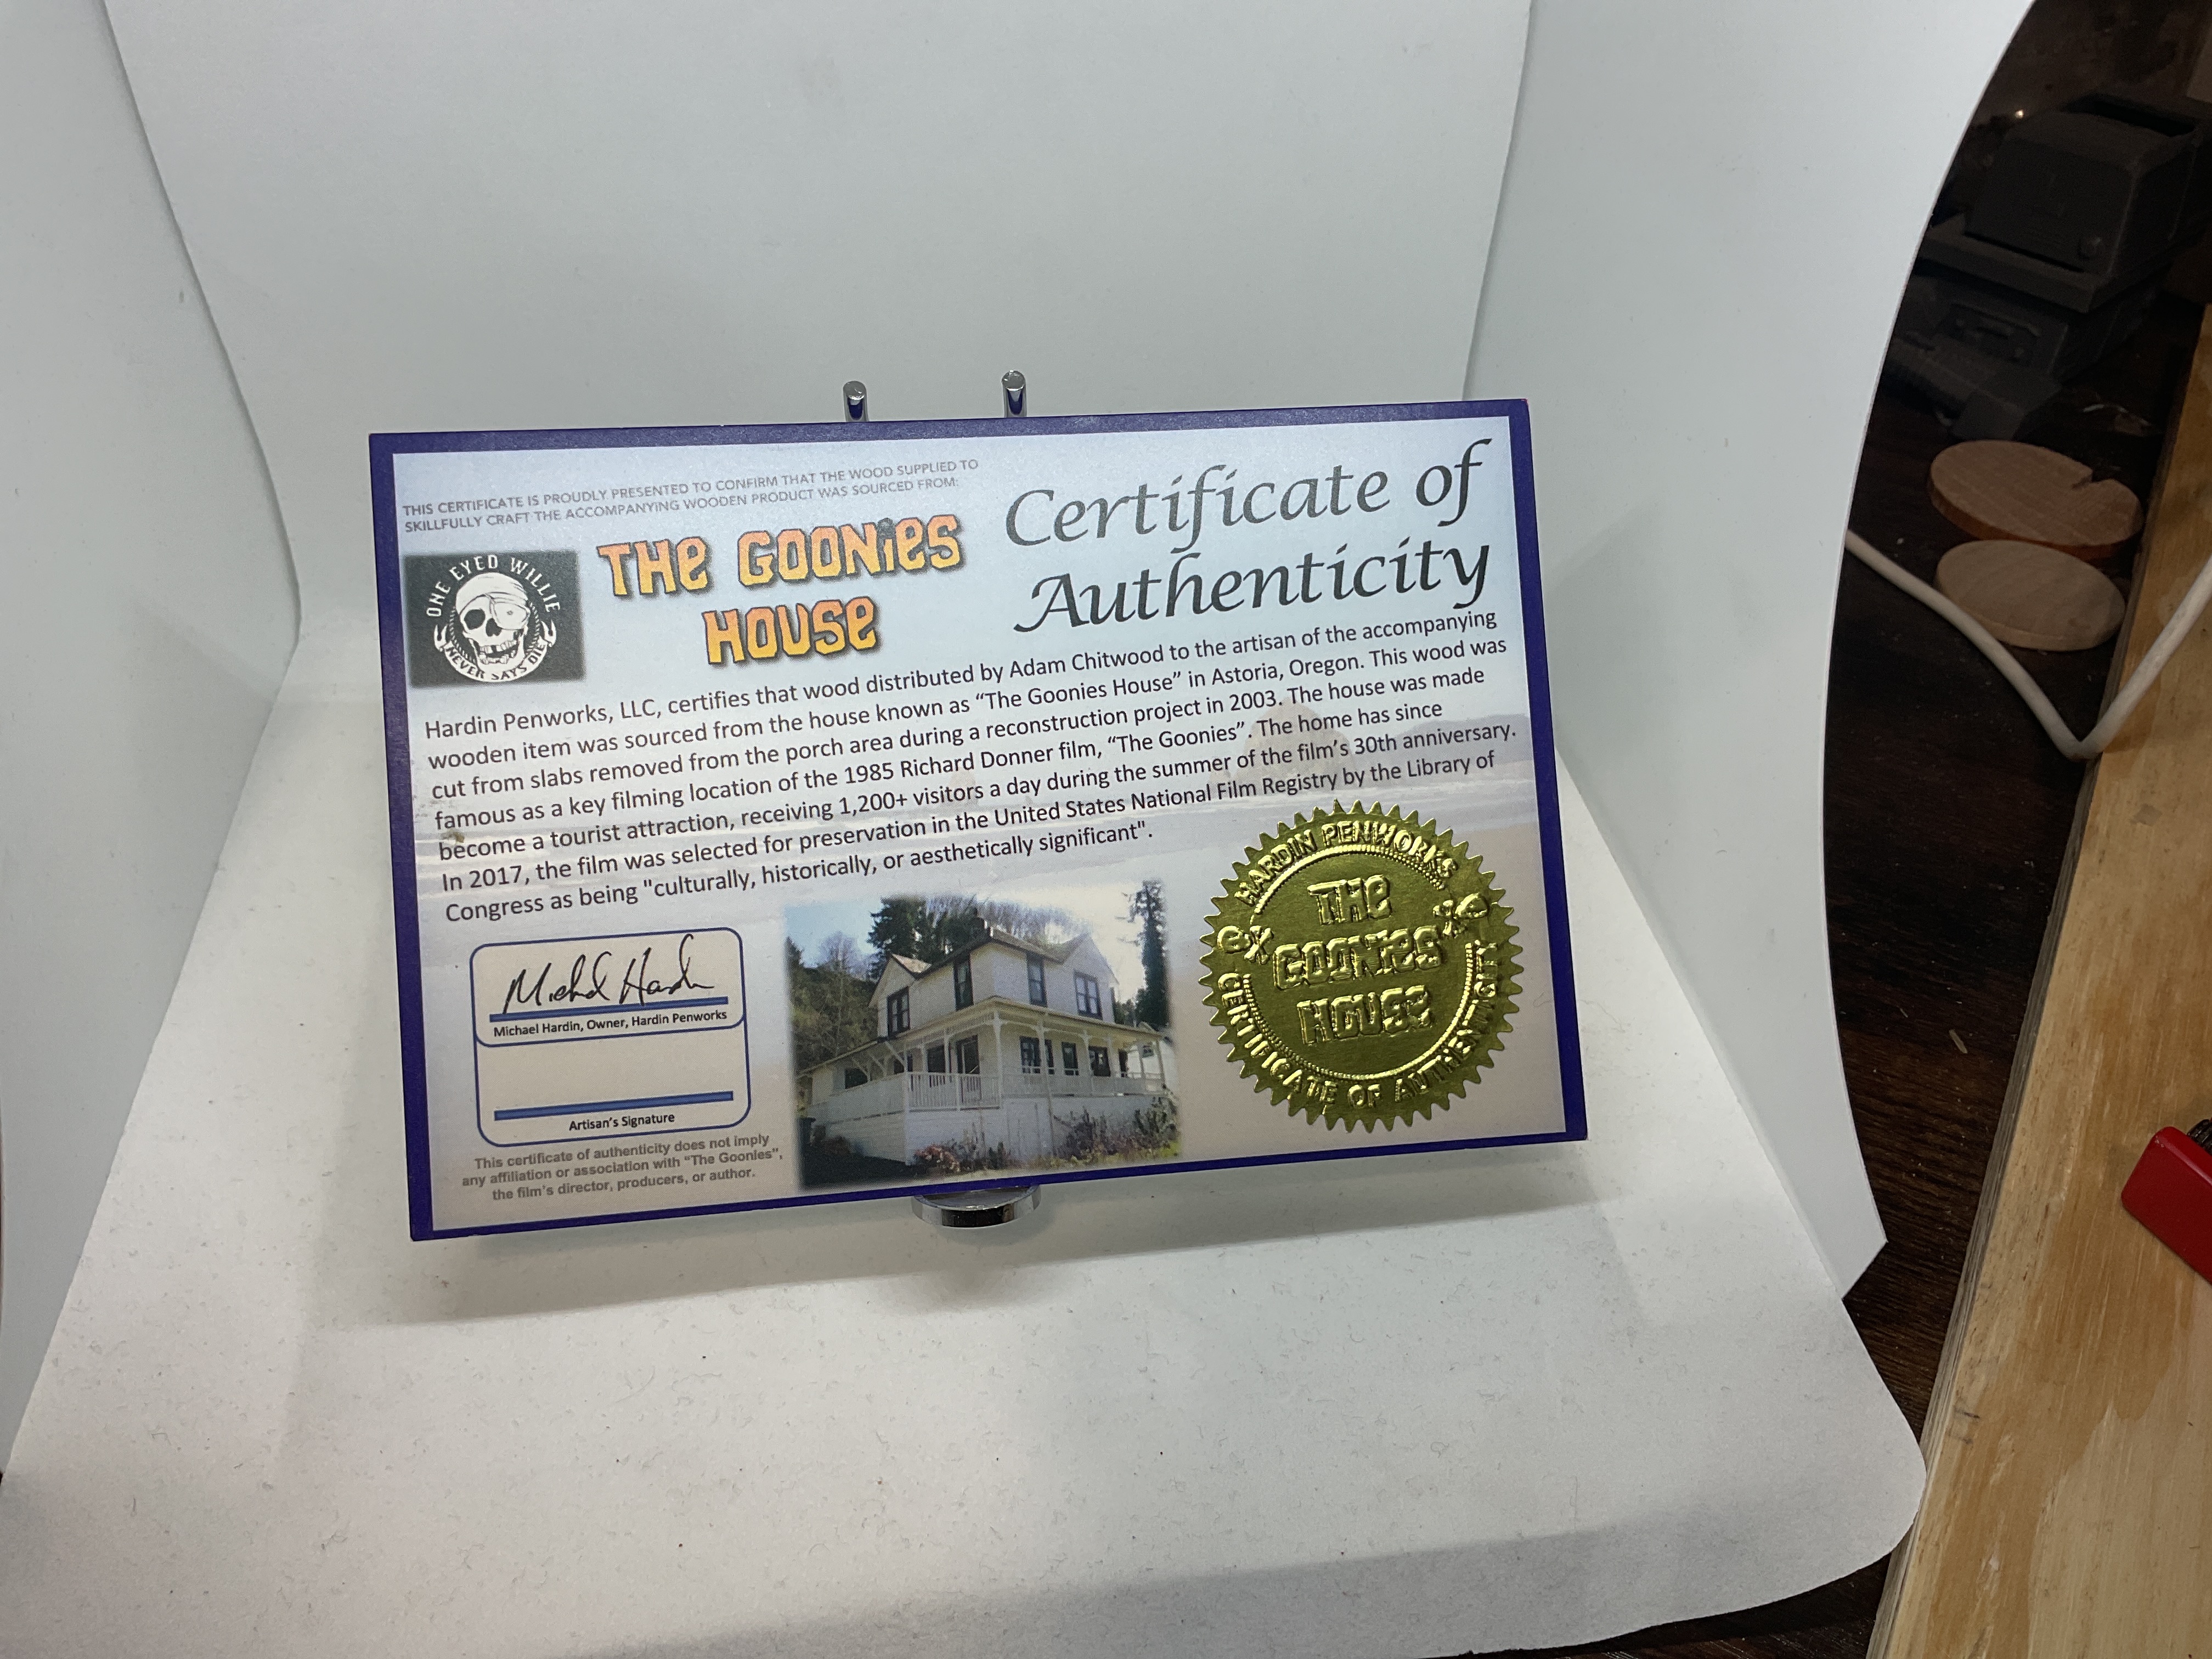 THIS CERTIFICATE IS PROUDLY PRESENTED TO CONFIRM THAT THE WOOD SUPPLIED TO
SKILLFULLY CRAFT THE ACCOMPANYING WOODEN PRODUCT WAS SOURCED FROM:
ONE EYED WILLIE
NEVER SAYS DIE
THE GOONIES
HOUSE
Certificate of
Authenticity
Hardin Penworks, LLC, certifies that wood distributed by Adam Chitwood to the artisan of the accompanying
wooden item was sourced from the house known as “The Goonies House” in Astoria, Oregon. This wood was
cut from slabs removed from the porch area during a reconstruction project in 2003. The house was made
famous as a key filming location of the 1985 Richard Donner film, “The Goonies”. The home has since
become a tourist attraction, receiving 1,200+ visitors a day during the summer of the film’s 30th anniversary.
In 2017, the film was selected for preservation in the United States National Film Registry by the Library of
Congress as being "culturally, historically, or aesthetically significant".
Michael Hardin
Michael Hardin, Owner, Hardin Penworks
Artisan’s Signature
This certificate of authenticity does not imply
any affiliation or association with “The Goonies”,
the film’s director, producers, or author.
HARDIN PENWORKS
THE
GOONIES
HOUSE
CERTIFICATE OF AUTHENTICITY